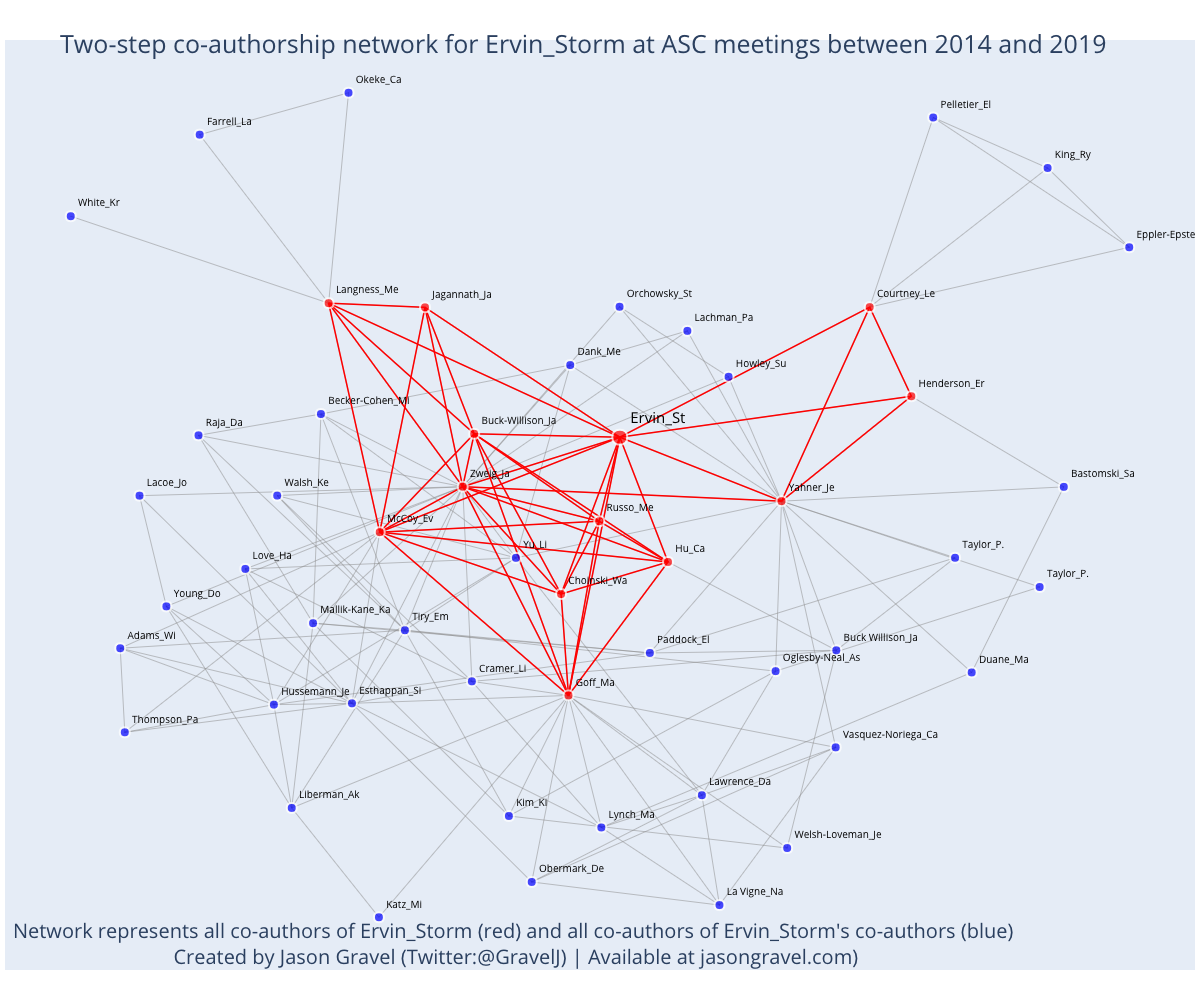 Two-step co-authorship network for Ervin_Storm at ASC meetings between 2014 and 2019
Okeke_Ca
Pelletier_El
Farrell_La
King_Ry
White_Kr
Eppler-Epste
Langness_Me
Jagannath_Ja
Orchowsky_St
Courtney_Le
Lachman_Pa
Dank_Me
Howley_Su
Henderson_Er
Becker-Cohen_Mi
Buck-Willison_Ja
Ervin_St
Raja_Da
Zweig_Ja
Bastomski_Sa
Lacoe_Jo
Walsh_Ke
Yahner_Je
Russo_Me
McCoy_Ev
Yu_Li
Hu_Ca
Taylor_P.
Love_Ha
Taylor_P.
Cholnski_Wa
Young_Do
Mallik-Kane_Ka
Tiry_Em
Adams_Wi
Paddock_El
Buck Willison_Ja
Oglesby-Neal_As
Duane_Ma
Cramer_Li
Goff_Ma
Hussemann_Je
Esthappan_Si
Thompson_Pa
Vasquez-Noriega_Ca
Lawrence_Da
Liberman_Ak
Kim_Ki
Lynch_Ma
Welsh-Loveman_Je
Obermark_De
La Vigne_Na
Katz_Mi
Network represents all co-authors of Ervin_Storm (red) and all co-authors of Ervin_Storm's co-authors (blue)
Created by Jason Gravel (Twitter:@GravelJ) | Available at jasongravel.com)